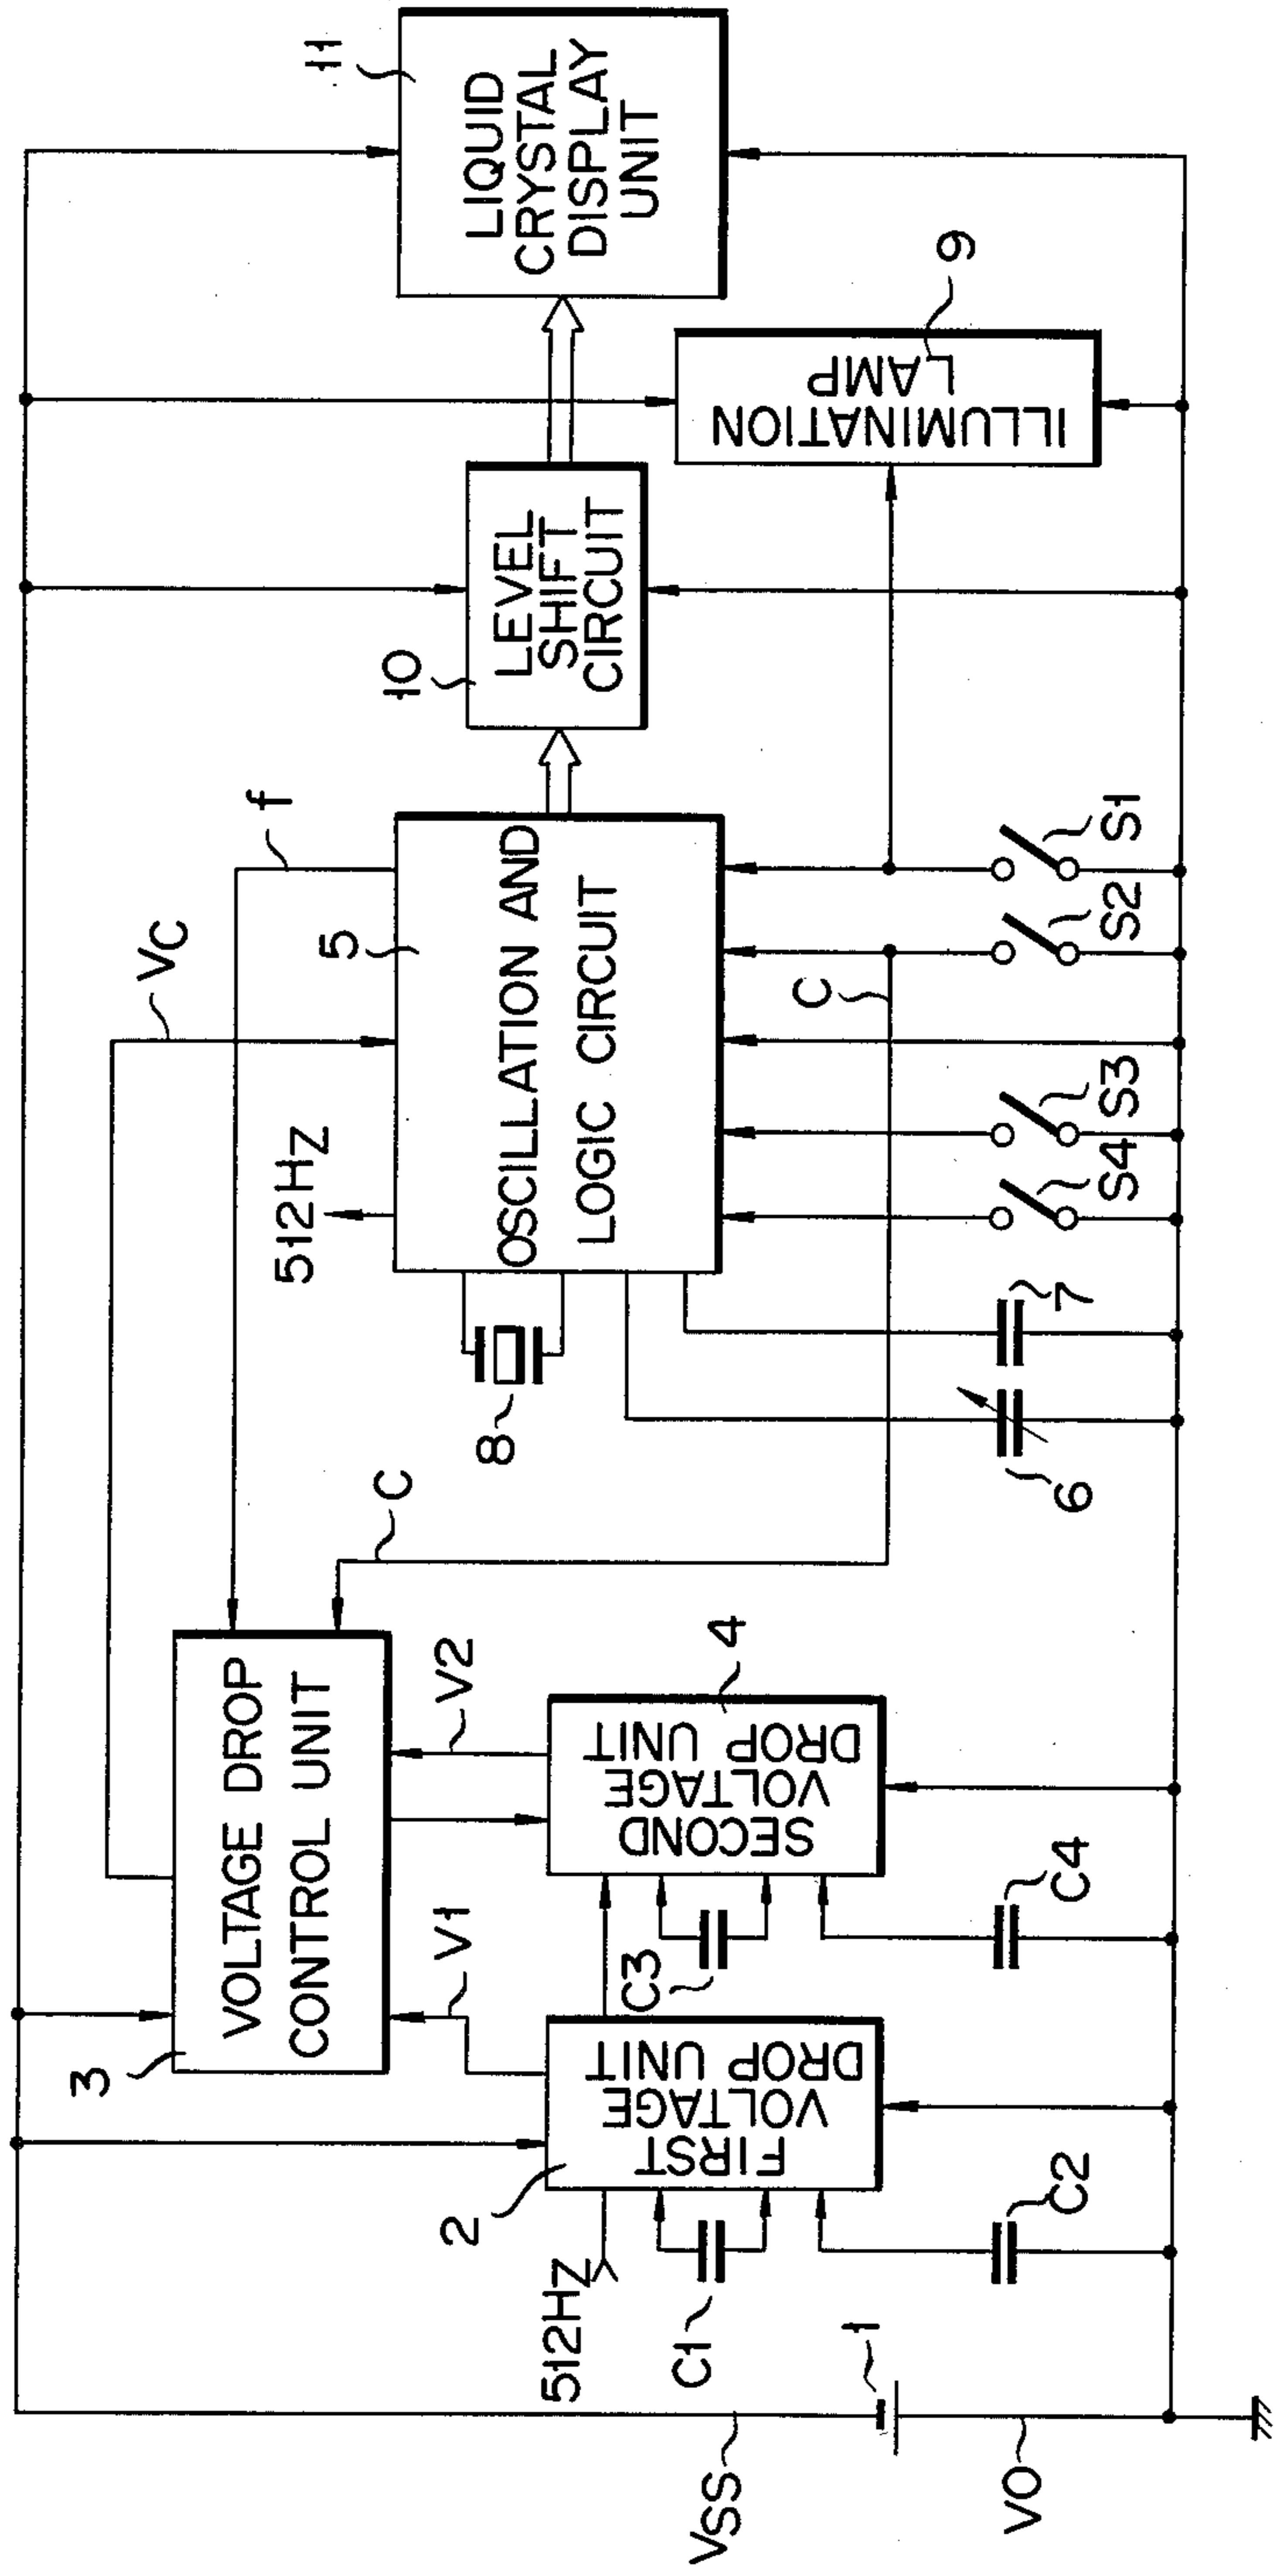 11
LIQUID
CRYSTAL
DISPLAY
UNIT
9
ILLUMINATION
LAMP
10
LEVEL
SHIFT
CIRCUIT
f
VC
5
OSCILLATION AND
LOGIC CIRCUIT
512HZ
8
S1
S2
C
S3
S4
7
6
C
3
VOLTAGE DROP
CONTROL UNIT
V2
V1
4
SECOND
VOLTAGE
DROP UNIT
C3
C4
2
FIRST
VOLTAGE
DROP UNIT
512HZ
C1
C2
1
VSS
VO